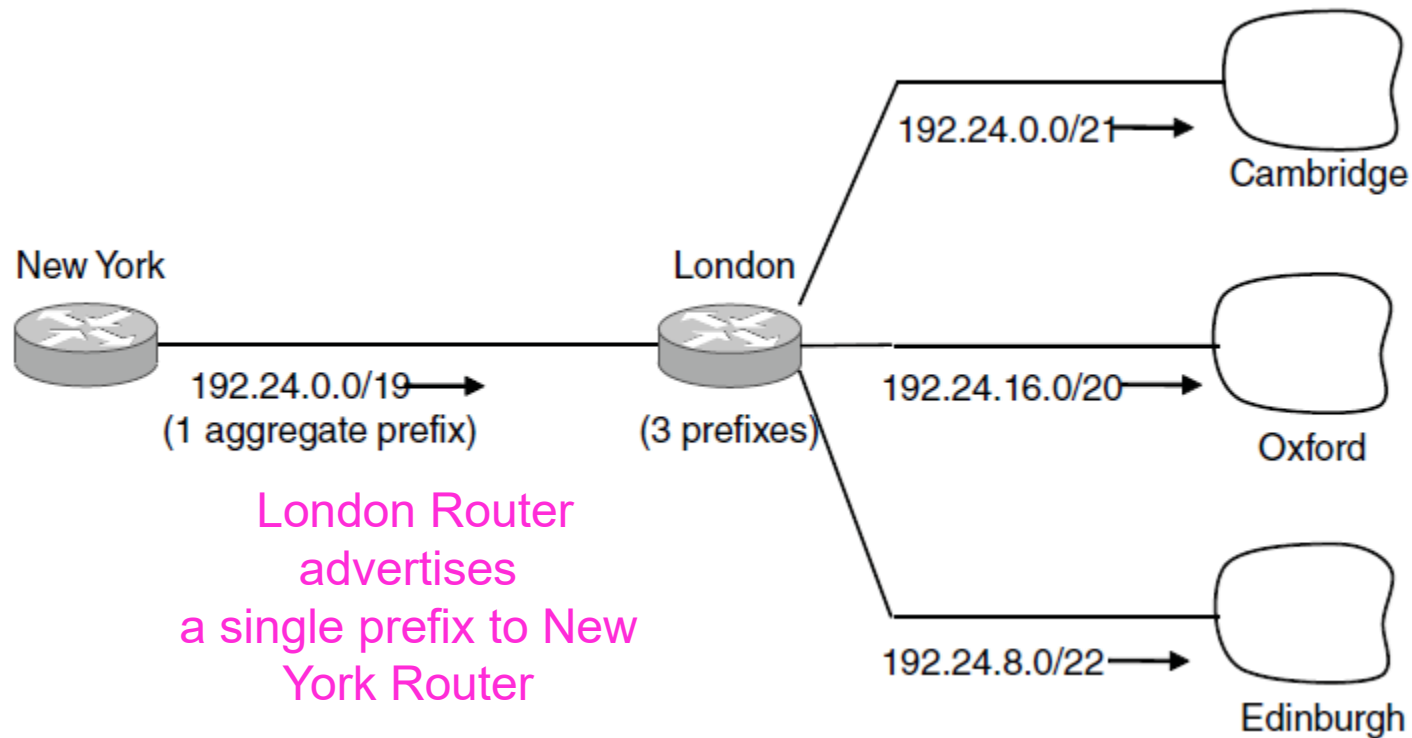 192.24.0.0/21
Cambridge
New York
London
192.24.0.0/19
(1 aggregate prefix)
(3 prefixes)
192.24.16.0/20
Oxford
London Router
advertises
a single prefix to New
York Router
192.24.8.0/22
Edinburgh